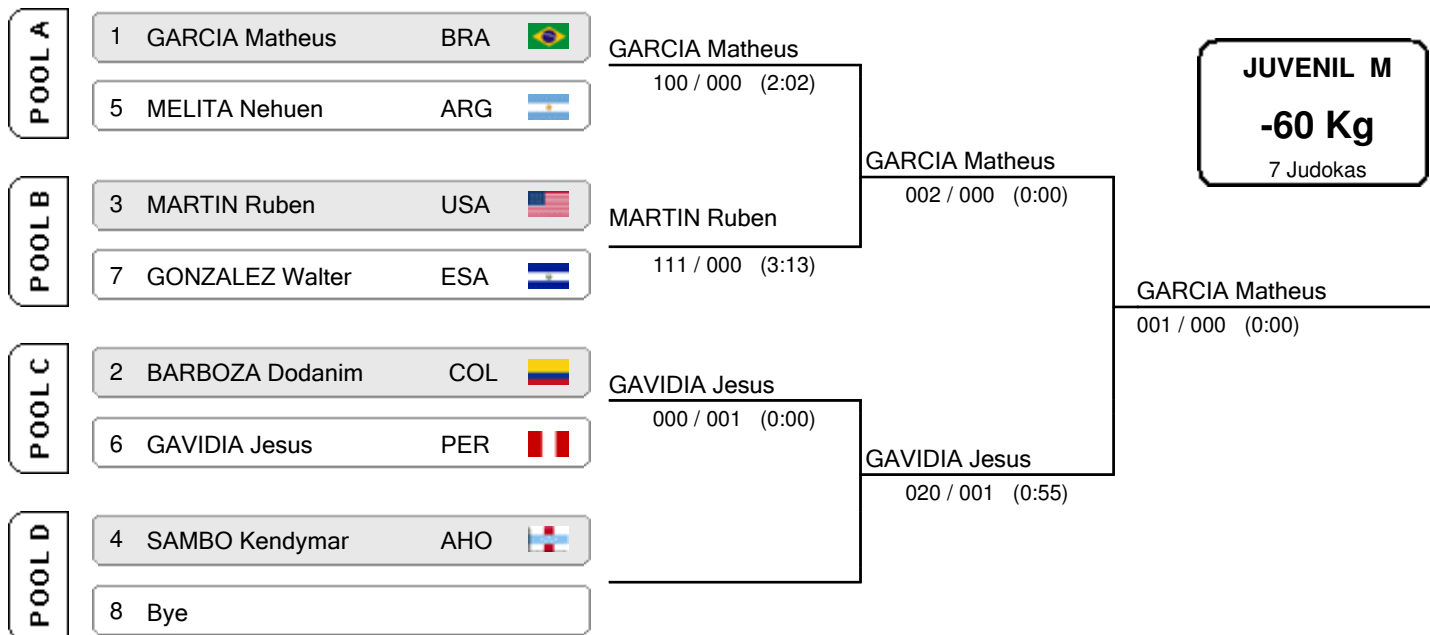 POOL A
1 GARCIA Matheus BRA
5 MELITA Nehuen ARG
GARCIA Matheus
100 / 000 (2:02)
JUVENIL M
-60 Kg
7 Judokas
GARCIA Matheus
002 / 000 (0:00)
POOL B
3 MARTIN Ruben USA
7 GONZALEZ Walter ESA
MARTIN Ruben
111 / 000 (3:13)
GARCIA Matheus
001 / 000 (0:00)
POOL C
2 BARBOZA Dodanim COL
6 GAVIDIA Jesus PER
GAVIDIA Jesus
000 / 001 (0:00)
GAVIDIA Jesus
020 / 001 (0:55)
POOL D
4 SAMBO Kendymar AHO
8 Bye